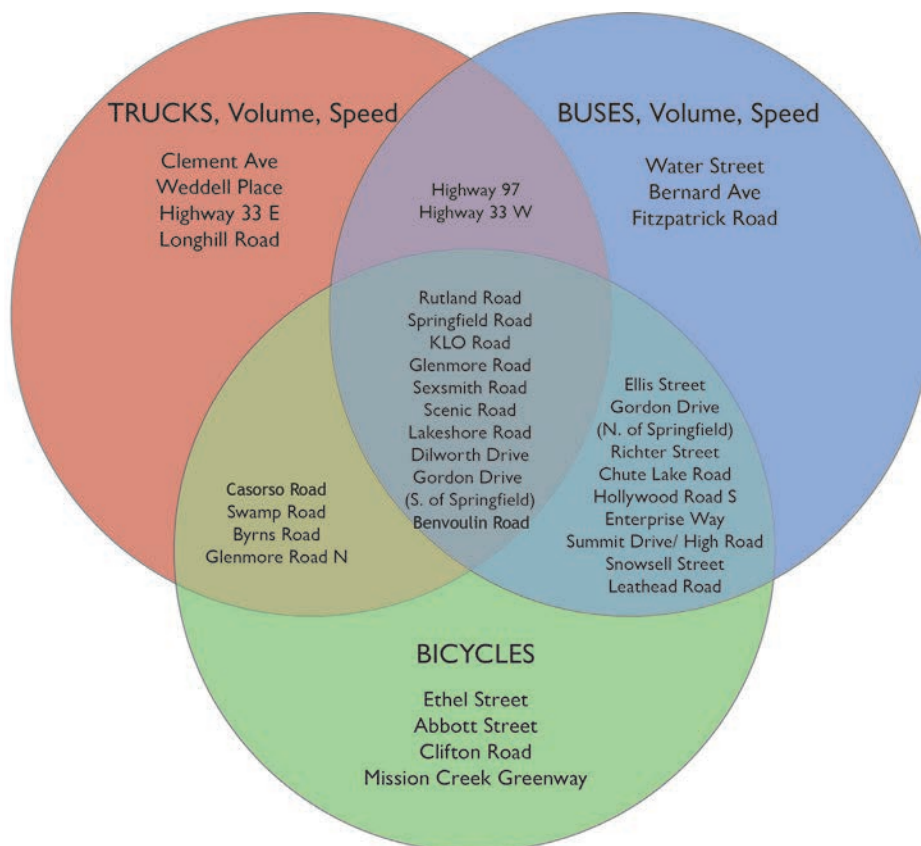 TRUCKS, Volume, Speed
Clement Ave
Weddell Place
Highway 33 E
Longhill Road
BUSES, Volume, Speed
Water Street
Bernard Ave
Fitzpatrick Road
Highway 97
Highway 33 W
Rutland Road
Springfield Road
KLO Road
Glenmore Road
Sexsmith Road
Scenic Road
Lakeshore Road
Dilworth Drive
Gordon Drive
(S. of Springfield)
Benvoulin Road
Ellis Street
Gordon Drive
(N. of Springfield)
Richter Street
Chute Lake Road
Hollywood Road S
Enterprise Way
Summit Drive/ High Road
Snowsell Street
Leathead Road
Casorso Road
Swamp Road
Byrns Road
Glenmore Road N
BICYCLES
Ethel Street
Abbott Street
Clifton Road
Mission Creek Greenway